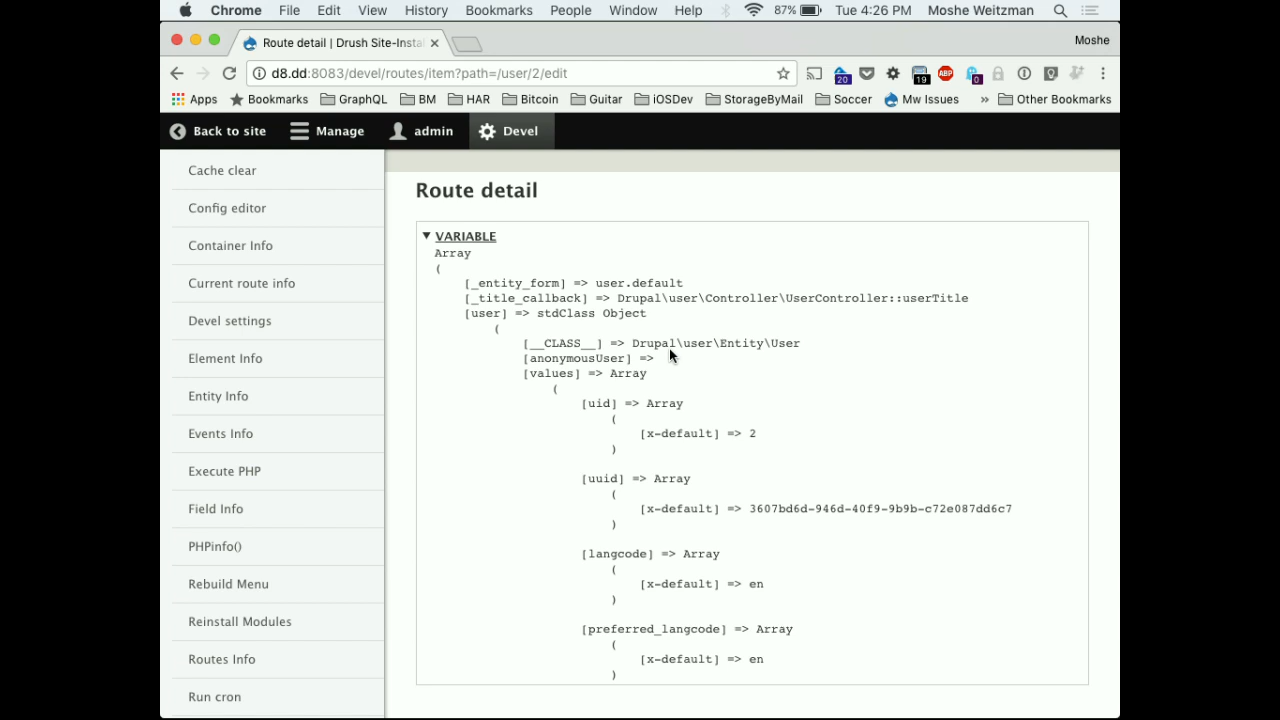 Chrome File Edit View History Bookmarks People Window Help 87% Tue 4:26 PM Moshe Weitzman
Route detail | Drush Site-Insta
Moshe
d8.dd:8083/devel/routes/item?path=/user/2/edit
20 19 ABP 0
Apps Bookmarks GraphQL BM HAR Bitcoin Guitar iOSDev StorageByMail Soccer Mw Issues » Other Bookmarks
Back to site Manage admin Devel
Cache clear
Config editor
Container Info
Current route info
Devel settings
Element Info
Entity Info
Events Info
Execute PHP
Field Info
PHPinfo()
Rebuild Menu
Reinstall Modules
Routes Info
Run cron
Route detail
VARIABLE
Array
(
[_entity_form] => user.default
[_title_callback] => Drupal\user\Controller\UserController::userTitle
[user] => stdClass Object
(
[__CLASS__] => Drupal\user\Entity\User
[anonymousUser] =>
[values] => Array
(
[uid] => Array
(
[x-default] => 2
)
[uuid] => Array
(
[x-default] => 3607bd6d-946d-40f9-9b9b-c72e087dd6c7
)
[langcode] => Array
(
[x-default] => en
)
[preferred_langcode] => Array
(
[x-default] => en
)